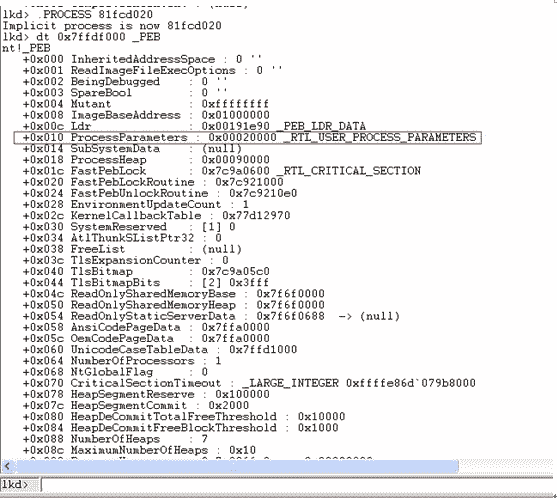 lkd> .PROCESS 81fcd020
Implicit process is now 81fcd020
lkd> dt 0x7ffdf000 _PEB
nt!_PEB
+0x000 InheritedAddressSpace : 0 ''
+0x001 ReadImageFileExecOptions : 0 ''
+0x002 BeingDebugged : 0 ''
+0x003 SpareBool : 0 ''
+0x004 Mutant : 0xffffffff
+0x008 ImageBaseAddress : 0x01000000
+0x00c Ldr : 0x00191e90 _PEB_LDR_DATA
+0x010 ProcessParameters : 0x00020000 _RTL_USER_PROCESS_PARAMETERS
+0x014 SubSystemData : (null)
+0x018 ProcessHeap : 0x00090000
+0x01c FastPebLock : 0x7c9a0600 _RTL_CRITICAL_SECTION
+0x020 FastPebLockRoutine : 0x7c921000
+0x024 FastPebUnlockRoutine : 0x7c9210e0
+0x028 EnvironmentUpdateCount : 1
+0x02c KernelCallbackTable : 0x77d12970
+0x030 SystemReserved : [1] 0
+0x034 AtlThunkSListPtr32 : 0
+0x038 FreeList : (null)
+0x03c TlsExpansionCounter : 0
+0x040 TlsBitmap : 0x7c9a05c0
+0x044 TlsBitmapBits : [2] 0x3fff
+0x04c ReadOnlySharedMemoryBase : 0x7f6f0000
+0x050 ReadOnlySharedMemoryHeap : 0x7f6f0000
+0x054 ReadOnlyStaticServerData : 0x7f6f0688 -> (null)
+0x058 AnsiCodePageData : 0x7ffa0000
+0x05c OemCodePageData : 0x7ffa0000
+0x060 UnicodeCaseTableData : 0x7ffd1000
+0x064 NumberOfProcessors : 1
+0x068 NtGlobalFlag : 0
+0x070 CriticalSectionTimeout : _LARGE_INTEGER 0xffffe86d`079b8000
+0x078 HeapSegmentReserve : 0x100000
+0x07c HeapSegmentCommit : 0x2000
+0x080 HeapDeCommitTotalFreeThreshold : 0x10000
+0x084 HeapDeCommitFreeBlockThreshold : 0x1000
+0x088 NumberOfHeaps : 7
+0x08c MaximumNumberOfHeaps : 0x10
lkd>